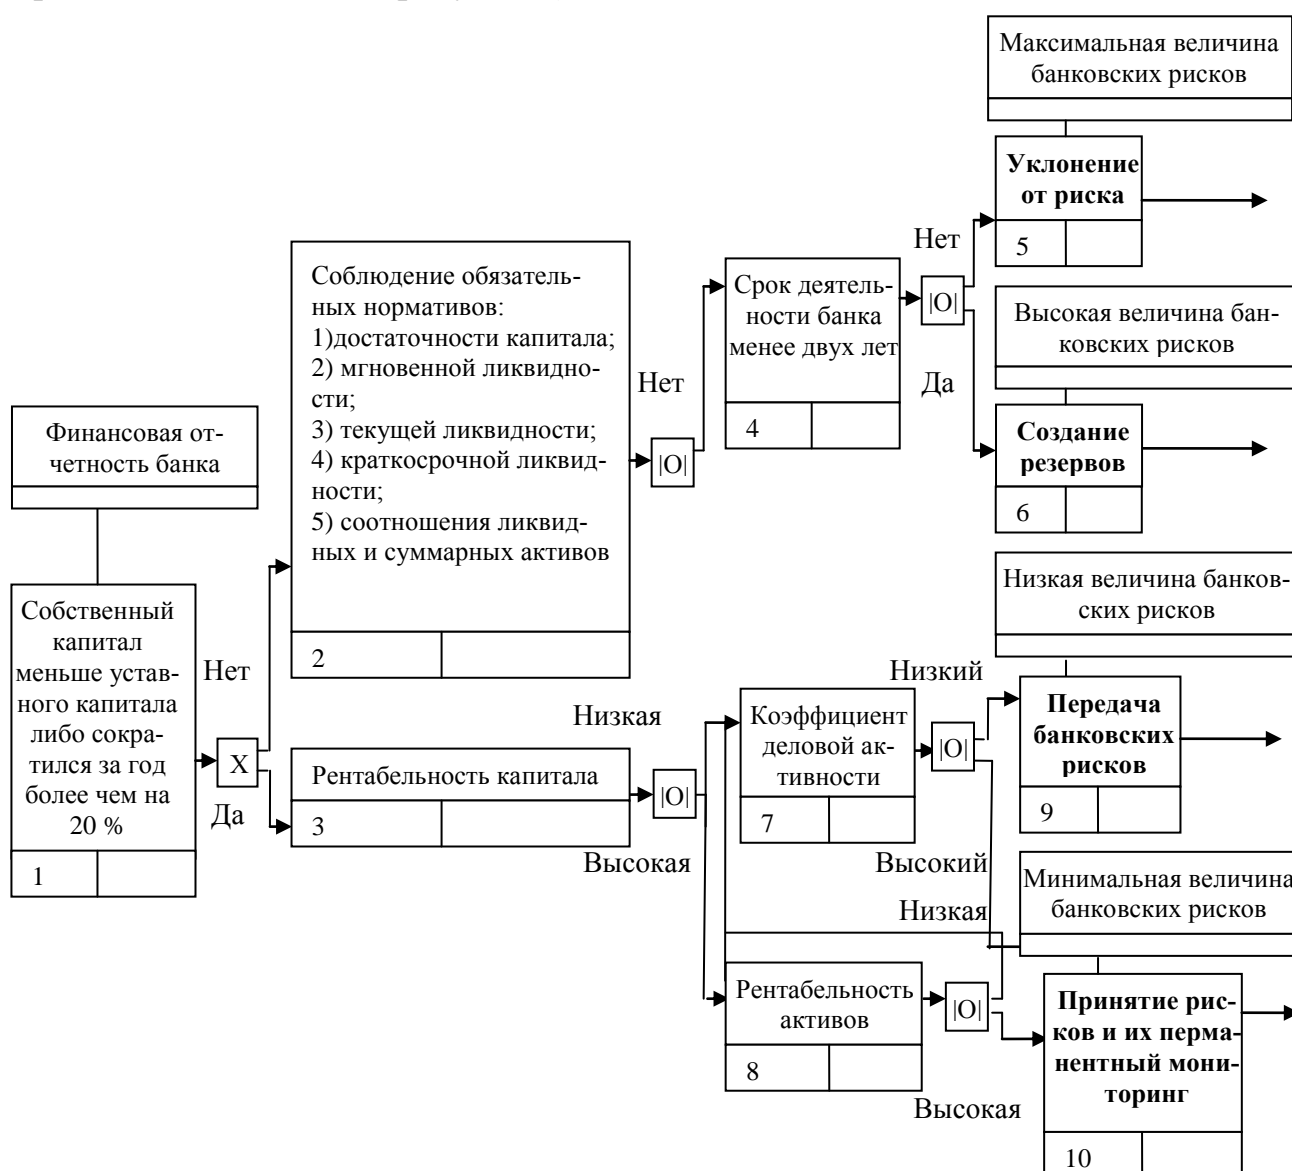 Максимальная величина
банковских рисков
Уклонение
от риска
5
Нет
Высокая величина бан-
ковских рисков
Да
Создание
резервов
6
Соблюдение обязатель-
ных нормативов:
1)достаточности капитала;
2) мгновенной ликвидно-
сти;
3) текущей ликвидности;
4) краткосрочной ликвид-
ности;
5) соотношения ликвид-
ных и суммарных активов
2
Нет
|O|
Срок деятель-
ности банка
менее двух лет
4
|O|
Финансовая от-
четность банка
Собственный
капитал
меньше устав-
ного капитала
либо сокра-
тился за год
более чем на
20 %
1
Нет
X
Да
Рентабельность капитала
3
Низкая
|O|
Высокая
Коэффициент
деловой ак-
тивности
7
Низкий
|O|
Высокий
Низкая величина банков-
ских рисков
Передача
банковских
рисков
9
Минимальная величина
банковских рисков
Низкая
Рентабельность
активов
8
|O|
Высокая
Принятие рис-
ков и их перма-
нентный мони-
торинг
10